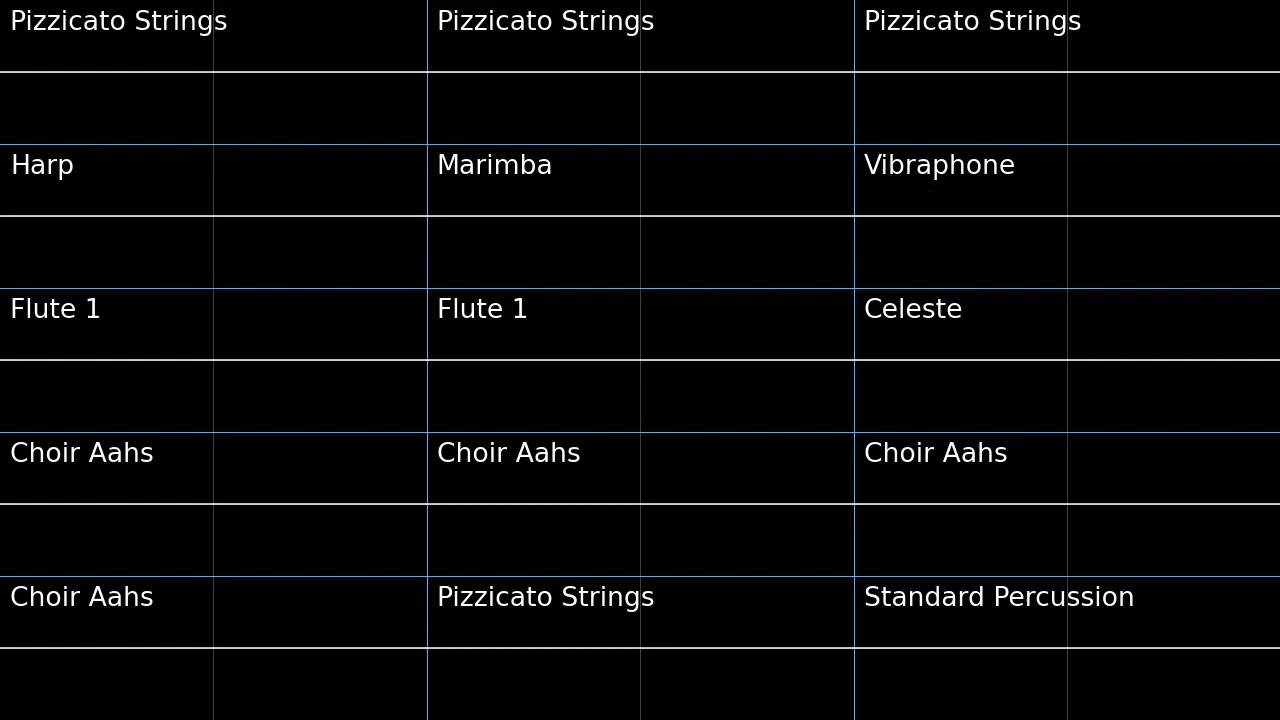 Pizzicato Strings
Pizzicato Strings
Pizzicato Strings
Harp
Marimba
Vibraphone
Flute 1
Flute 1
Celeste
Choir Aahs
Choir Aahs
Choir Aahs
Choir Aahs
Pizzicato Strings
Standard Percussion